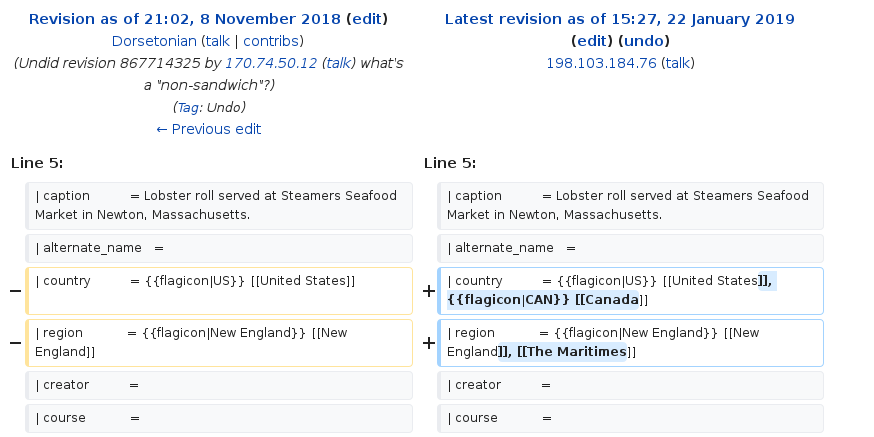 Revision as of 21:02, 8 November 2018 (edit)
Dorsetonian (talk | contribs)
(Undid revision 867714325 by 170.74.50.12 (talk) what's
a "non-sandwich"?)
(Tag: Undo)
← Previous edit
Latest revision as of 15:27, 22 January 2019
(edit) (undo)
198.103.184.76 (talk)
Line 5:
Line 5:
| caption = Lobster roll served at Steamers Seafood
Market in Newton, Massachusetts.
| caption = Lobster roll served at Steamers Seafood
Market in Newton, Massachusetts.
| alternate_name =
| alternate_name =
− | country = {{flagicon|US}} [[United States]]
+ | country = {{flagicon|US}} [[United States]],
{{flagicon|CAN}} [[Canada]]
− | region = {{flagicon|New England}} [[New
England]]
+ | region = {{flagicon|New England}} [[New
England]], [[The Maritimes]]
| creator =
| creator =
| course =
| course =